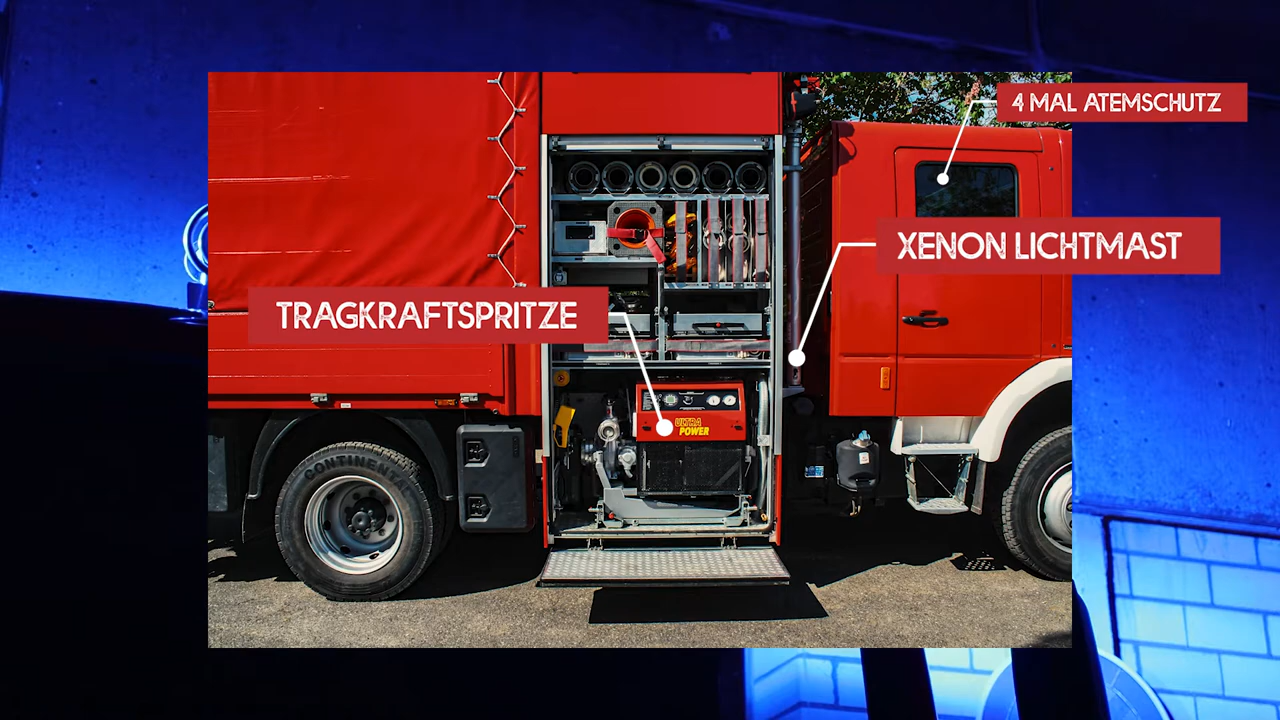 4 MAL ATEMSCHUTZ
XENON LICHTMAST
TRAGKRAFTSPRITZE
ULTRA
POWER
CONTINENTAL